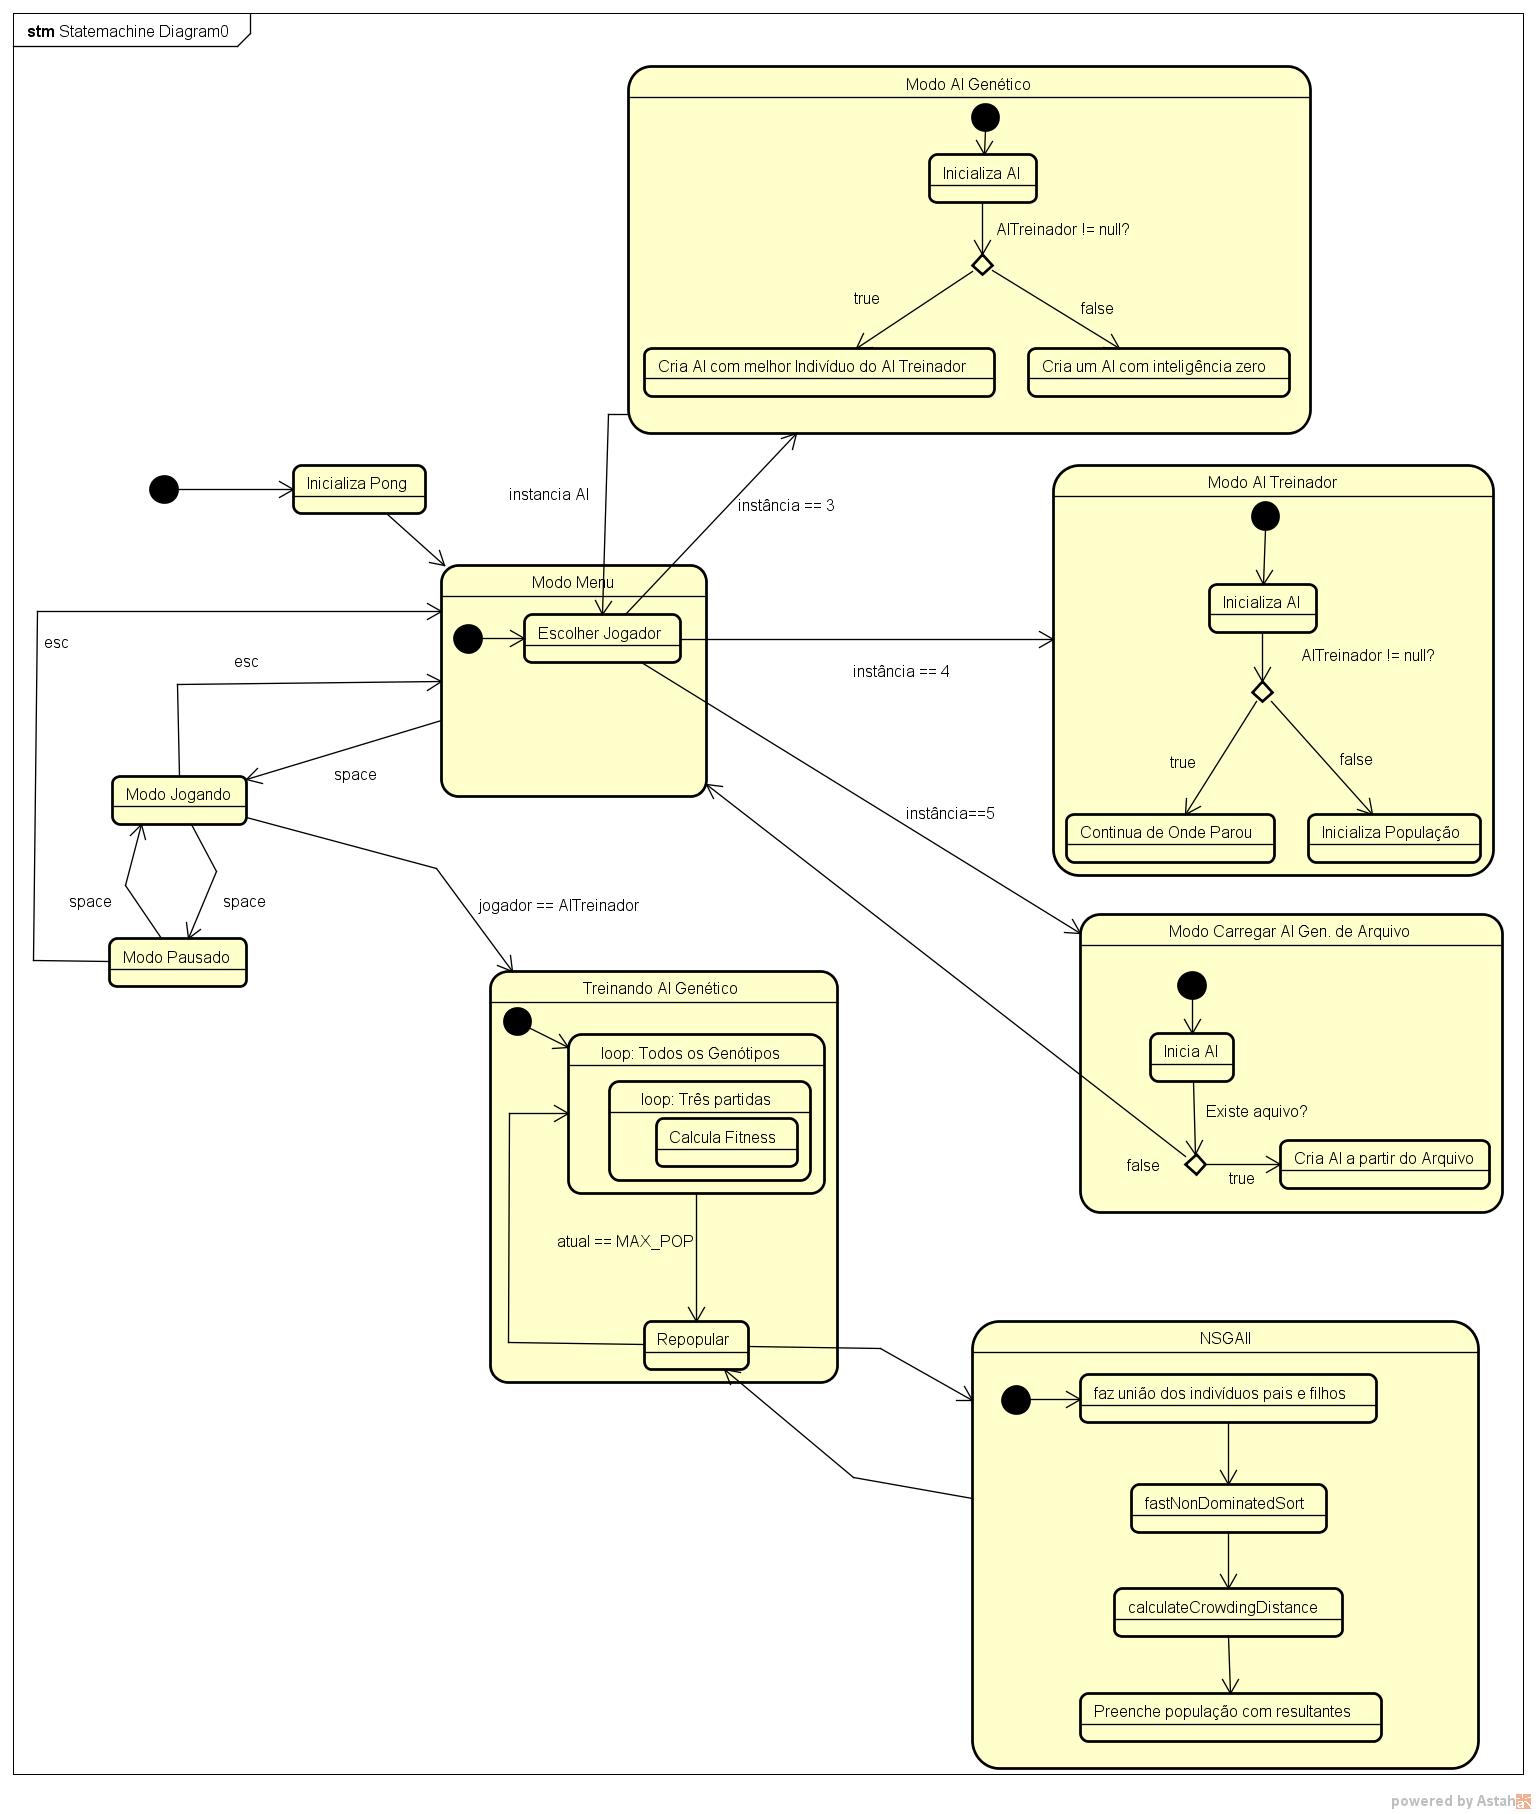 stm Statemachine Diagram0
Modo AI Genético
Inicializa AI
AITreinador != null?
true
false
Cria AI com melhor Indivíduo do AI Treinador
Cria um AI com inteligência zero
Inicializa Pong
instancia AI
instância == 3
Modo AI Treinador
Inicializa AI
AITreinador != null?
true
false
Continua de Onde Parou
Inicializa População
Modo Menu
Escolher Jogador
instância == 4
instância==5
esc
esc
space
Modo Jogando
space
space
Modo Pausado
jogador == AITreinador
Modo Carregar AI Gen. de Arquivo
Inicia AI
Existe aquivo?
false
true
Cria AI a partir do Arquivo
Treinando AI Genético
loop: Todos os Genótipos
loop: Três partidas
Calcula Fitness
atual == MAX_POP
Repopular
NSGAII
faz união dos indivíduos pais e filhos
fastNonDominatedSort
calculateCrowdingDistance
Preenche população com resultantes
powered by Astah